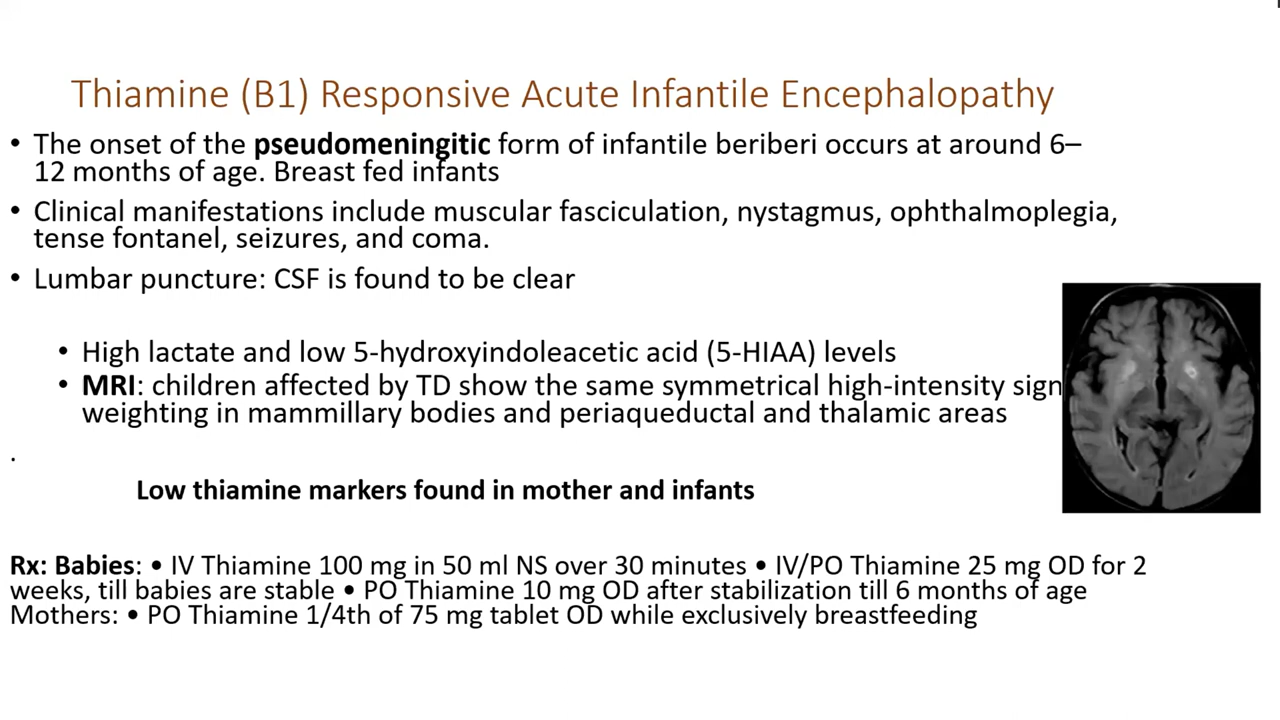 Thiamine (B1) Responsive Acute Infantile Encephalopathy
• The onset of the pseudomeningitic form of infantile beriberi occurs at around 6–
12 months of age. Breast fed infants
• Clinical manifestations include muscular fasciculation, nystagmus, ophthalmoplegia,
tense fontanel, seizures, and coma.
• Lumbar puncture: CSF is found to be clear
• High lactate and low 5-hydroxyindoleacetic acid (5-HIAA) levels
• MRI: children affected by TD show the same symmetrical high-intensity sign
weighting in mammillary bodies and periaqueductal and thalamic areas
.
Low thiamine markers found in mother and infants
Rx: Babies: • IV Thiamine 100 mg in 50 ml NS over 30 minutes • IV/PO Thiamine 25 mg OD for 2
weeks, till babies are stable • PO Thiamine 10 mg OD after stabilization till 6 months of age
Mothers: • PO Thiamine 1/4th of 75 mg tablet OD while exclusively breastfeeding